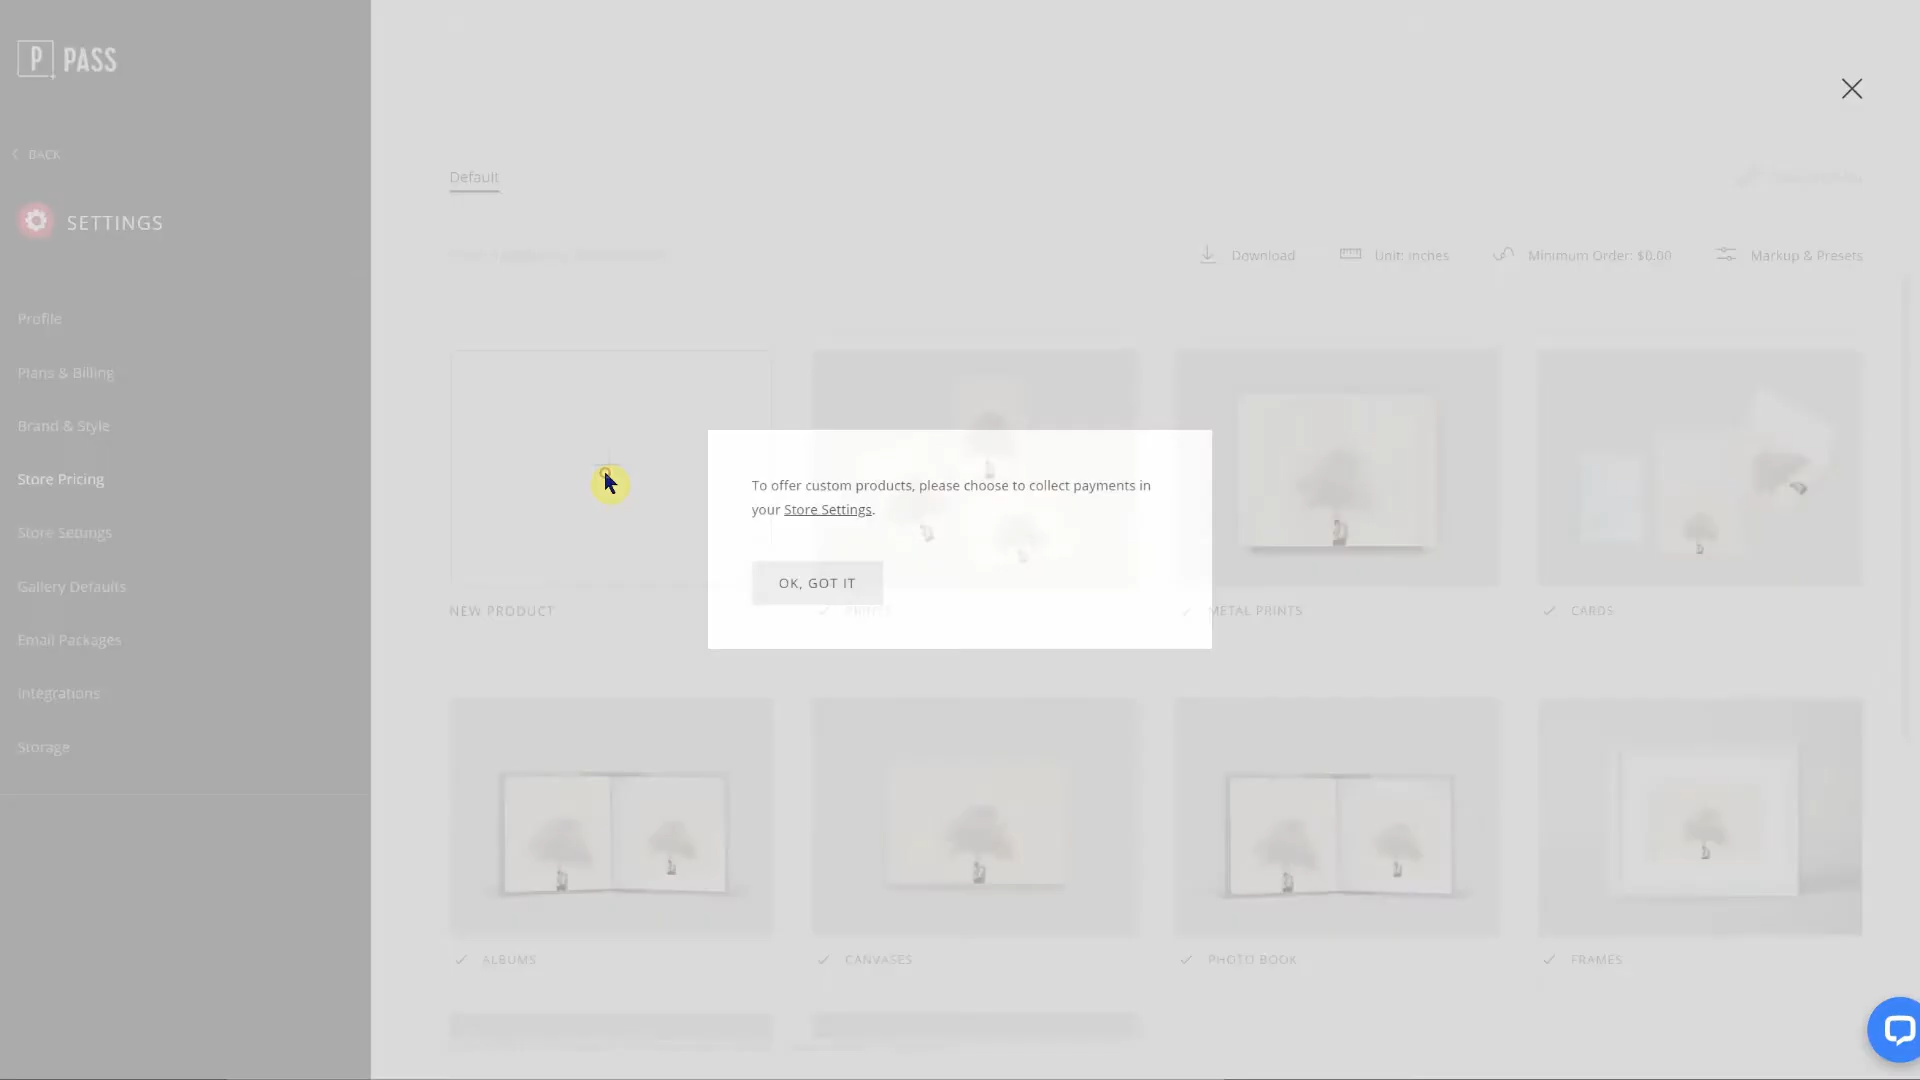 P PASS
BACK
SETTINGS
Profile
Plans & Billing
Brand & Style
Store Pricing
Store Settings
Gallery Defaults
Email Packages
Integrations
Storage
Default
Download
Unit: inches
Minimum Order: $0.00
Markup & Presets
To offer custom products, please choose to collect payments in
your Store Settings.
OK, GOT IT
NEW PRODUCT
PRINTS
METAL PRINTS
CARDS
ALBUMS
CANVASES
PHOTO BOOK
FRAMES